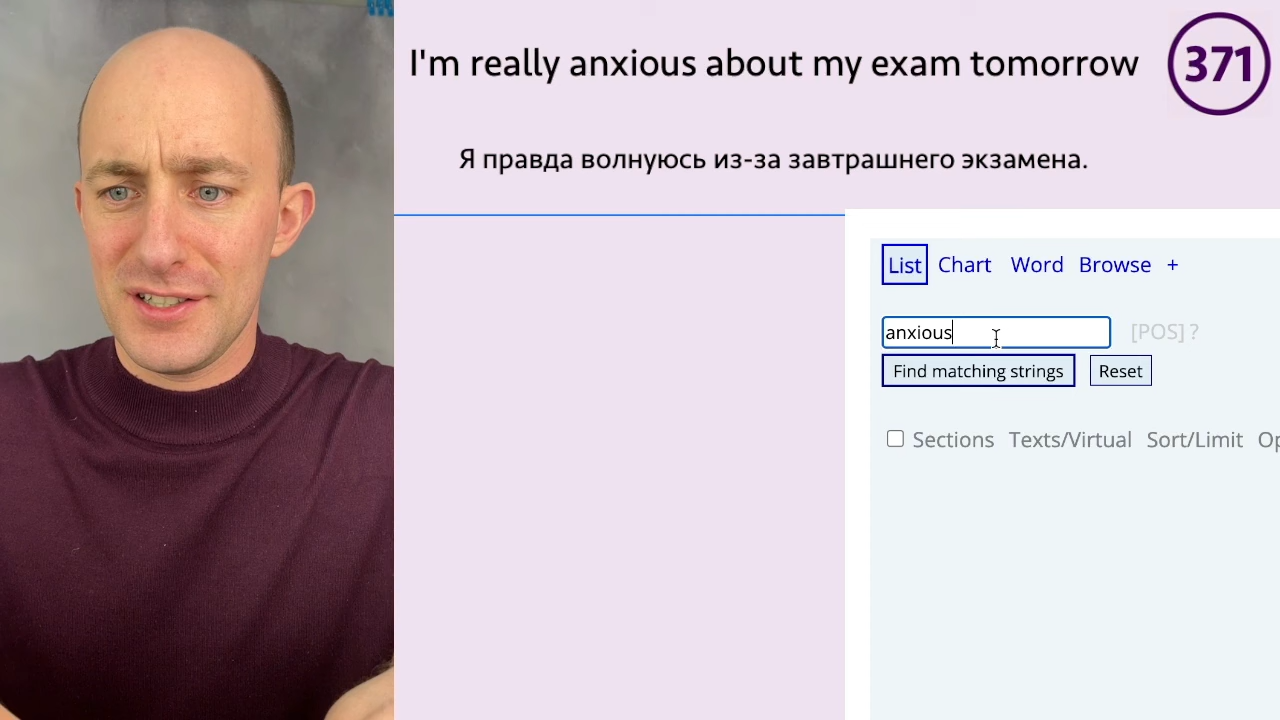 I'm really anxious about my exam tomorrow
371
Я правда волнуюсь из-за завтрашнего экзамена.
List Chart Word Browse +
anxious [POS] ?
Find matching strings Reset
Sections Texts/Virtual Sort/Limit Op